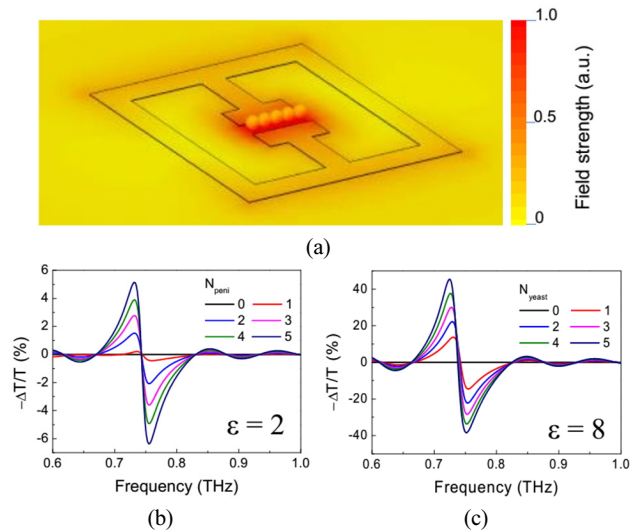 1.0
0.5
0
Field strength (a.u.)
(a)
6
4
2
0
-2
-4
-6
−ΔT/T (%)
N_peni
0 1
2 3
4 5
ε = 2
0.6 0.7 0.8 0.9 1.0
Frequency (THz)
(b)
40
20
0
-20
-40
−ΔT/T (%)
N_yeast
0 1
2 3
4 5
ε = 8
0.6 0.7 0.8 0.9 1.0
Frequency (THz)
(c)